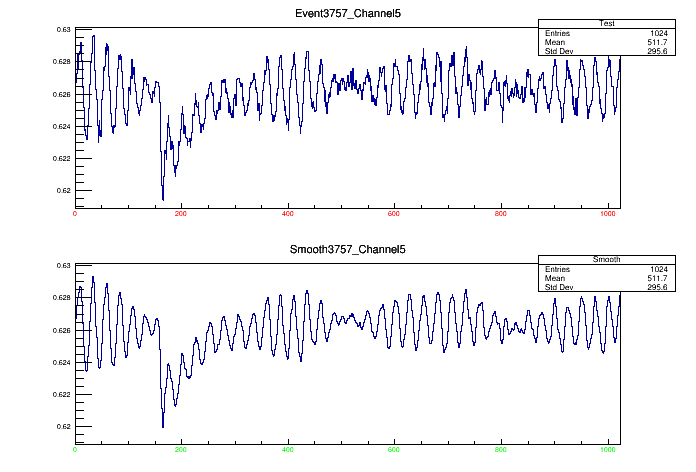 Event3757_Channel5
Test
Entries 1024
Mean 511.7
Std Dev 295.6
0.63
0.628
0.626
0.624
0.622
0.62
0 200 400 600 800 1000
Smooth3757_Channel5
Smooth
Entries 1024
Mean 511.7
Std Dev 295.6
0.63
0.628
0.626
0.624
0.622
0.62
0 200 400 600 800 1000